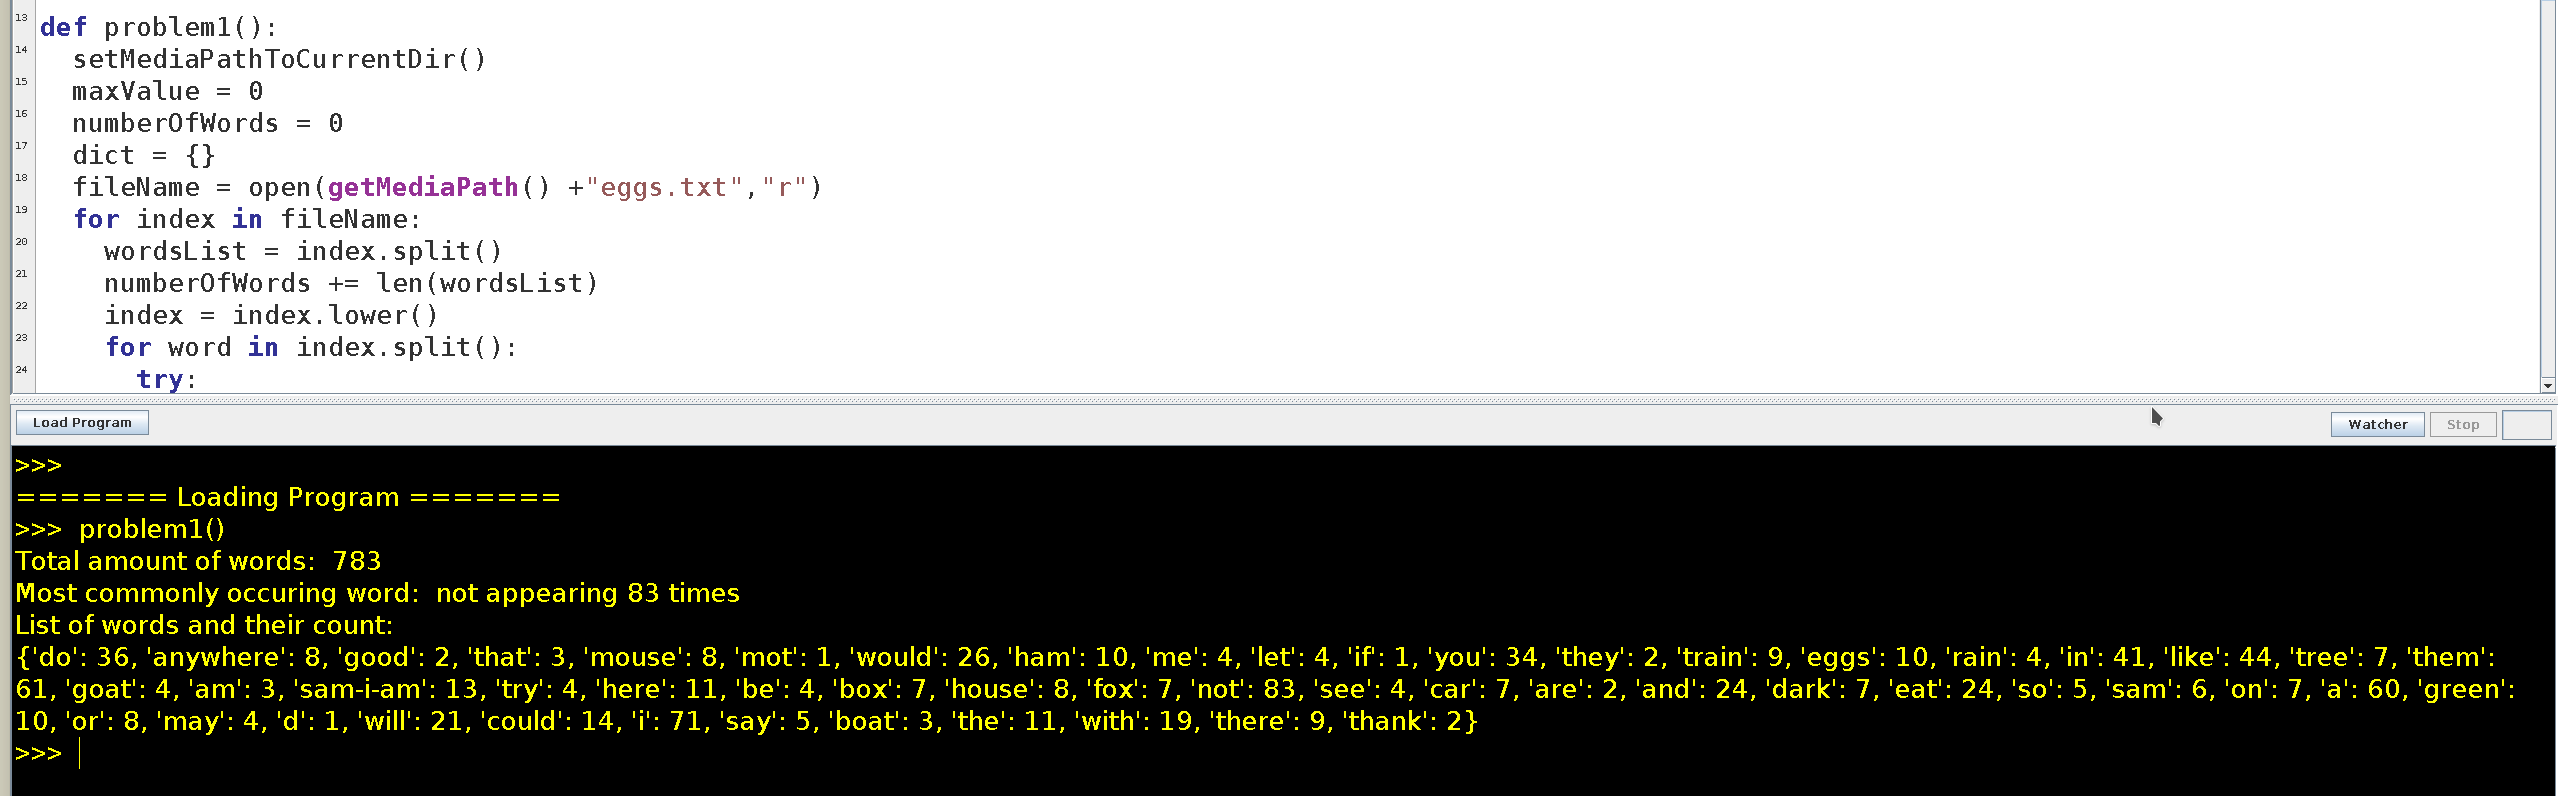 13 def problem1():
14   setMediaPathToCurrentDir()
15   maxValue = 0
16   numberOfWords = 0
17   dict = {}
18   fileName = open(getMediaPath() +"eggs.txt","r")
19   for index in fileName:
20     wordsList = index.split()
21     numberOfWords += len(wordsList)
22     index = index.lower()
23     for word in index.split():
24       try:
Load Program Watcher Stop
>>>
======= Loading Program =======
>>> problem1()
Total amount of words:  783
Most commonly occuring word:  not appearing 83 times
List of words and their count:
{'do': 36, 'anywhere': 8, 'good': 2, 'that': 3, 'mouse': 8, 'mot': 1, 'would': 26, 'ham': 10, 'me': 4, 'let': 4, 'if': 1, 'you': 34, 'they': 2, 'train': 9, 'eggs': 10, 'rain': 4, 'in': 41, 'like': 44, 'tree': 7, 'them':
61, 'goat': 4, 'am': 3, 'sam-i-am': 13, 'try': 4, 'here': 11, 'be': 4, 'box': 7, 'house': 8, 'fox': 7, 'not': 83, 'see': 4, 'car': 7, 'are': 2, 'and': 24, 'dark': 7, 'eat': 24, 'so': 5, 'sam': 6, 'on': 7, 'a': 60, 'green':
10, 'or': 8, 'may': 4, 'd': 1, 'will': 21, 'could': 14, 'i': 71, 'say': 5, 'boat': 3, 'the': 11, 'with': 19, 'there': 9, 'thank': 2}
>>>